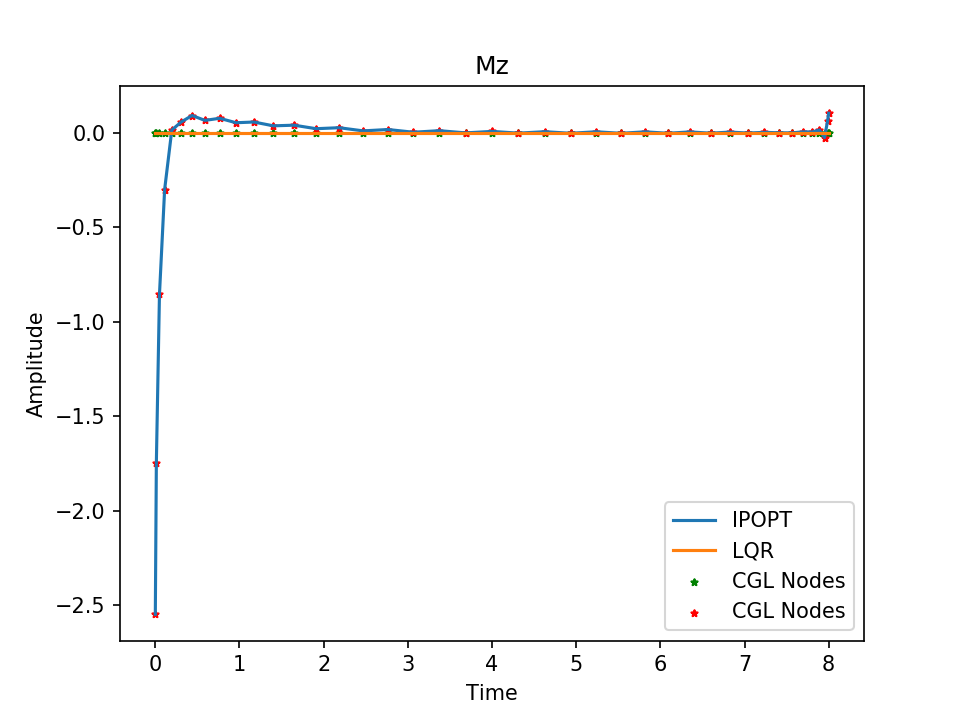 Mz
Amplitude
0.0
−0.5
−1.0
−1.5
−2.0
−2.5
0 1 2 3 4 5 6 7 8
Time
IPOPT
LQR
CGL Nodes
CGL Nodes